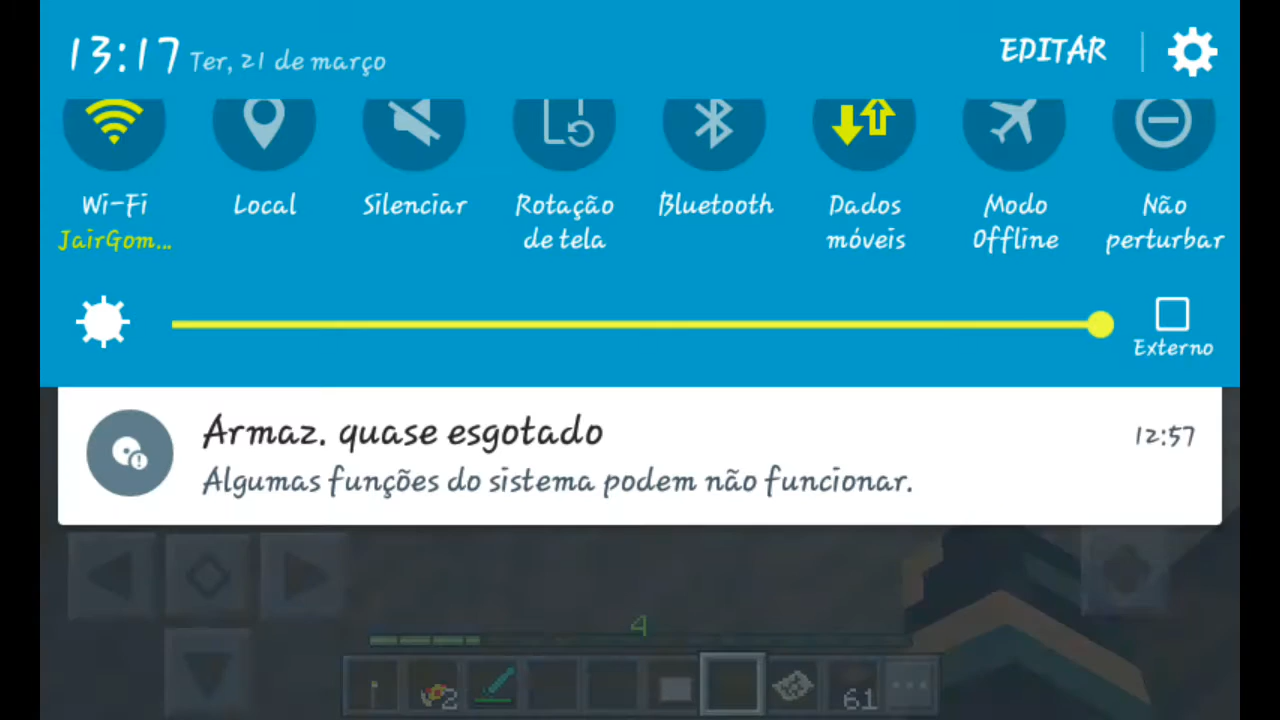 13:17 Ter, 21 de março EDITAR
Wi-Fi Local Silenciar Rotação de tela Bluetooth Dados móveis Modo Offline Não perturbar
JairGom...
Externo
Armaz. quase esgotado 12:57
Algumas funções do sistema podem não funcionar.
4
2 61